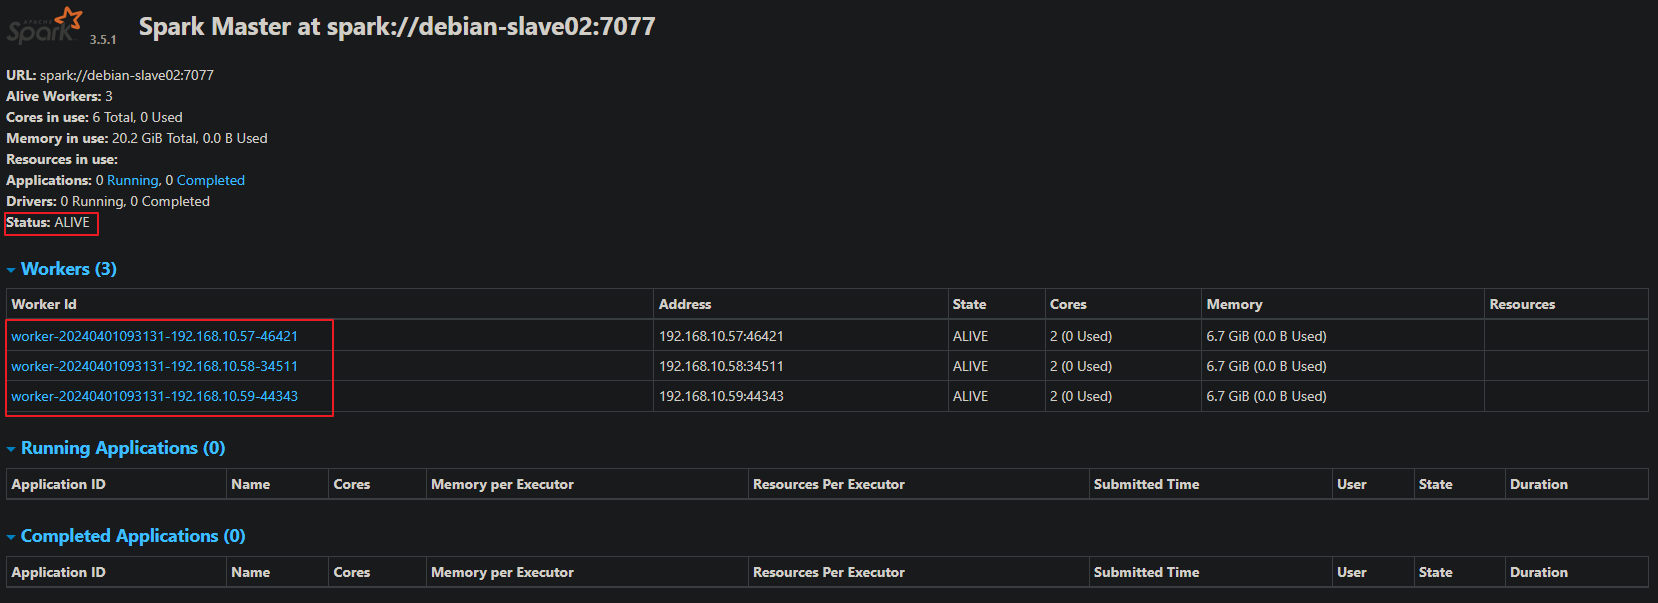 APACHE
Spark 3.5.1 Spark Master at spark://debian-slave02:7077
URL: spark://debian-slave02:7077
Alive Workers: 3
Cores in use: 6 Total, 0 Used
Memory in use: 20.2 GiB Total, 0.0 B Used
Resources in use:
Applications: 0 Running, 0 Completed
Drivers: 0 Running, 0 Completed
Status: ALIVE
Workers (3)
Worker Id Address State Cores Memory Resources
worker-20240401093131-192.168.10.57-46421 192.168.10.57:46421 ALIVE 2 (0 Used) 6.7 GiB (0.0 B Used)
worker-20240401093131-192.168.10.58-34511 192.168.10.58:34511 ALIVE 2 (0 Used) 6.7 GiB (0.0 B Used)
worker-20240401093131-192.168.10.59-44343 192.168.10.59:44343 ALIVE 2 (0 Used) 6.7 GiB (0.0 B Used)
Running Applications (0)
Application ID Name Cores Memory per Executor Resources Per Executor Submitted Time User State Duration
Completed Applications (0)
Application ID Name Cores Memory per Executor Resources Per Executor Submitted Time User State Duration